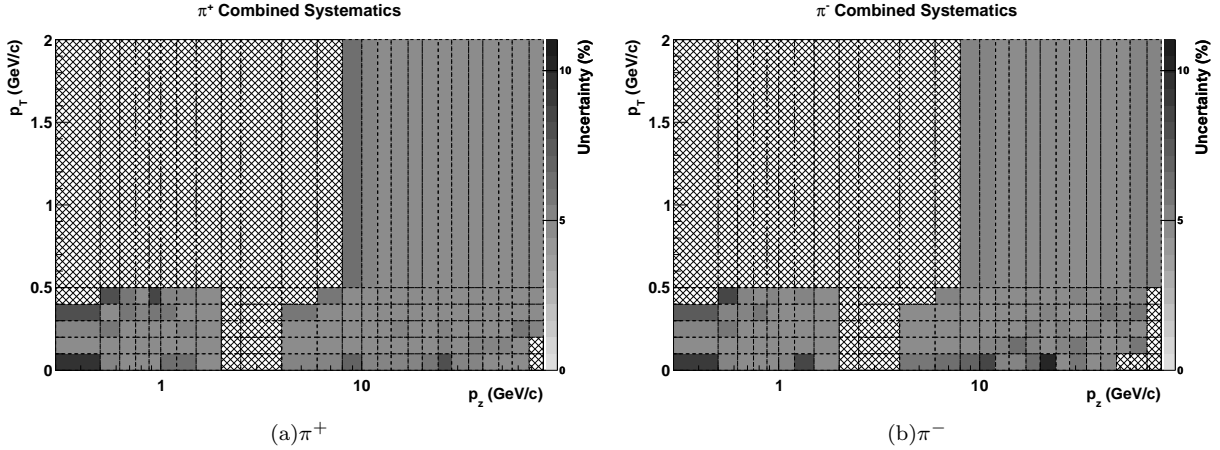 π⁺ Combined Systematics
p_T (GeV/c)
2
1.5
1
0.5
0
1
10
p_z (GeV/c)
10
5
0
Uncertainty (%)
(a)π⁺
π⁻ Combined Systematics
p_T (GeV/c)
2
1.5
1
0.5
0
1
10
p_z (GeV/c)
10
5
0
Uncertainty (%)
(b)π⁻